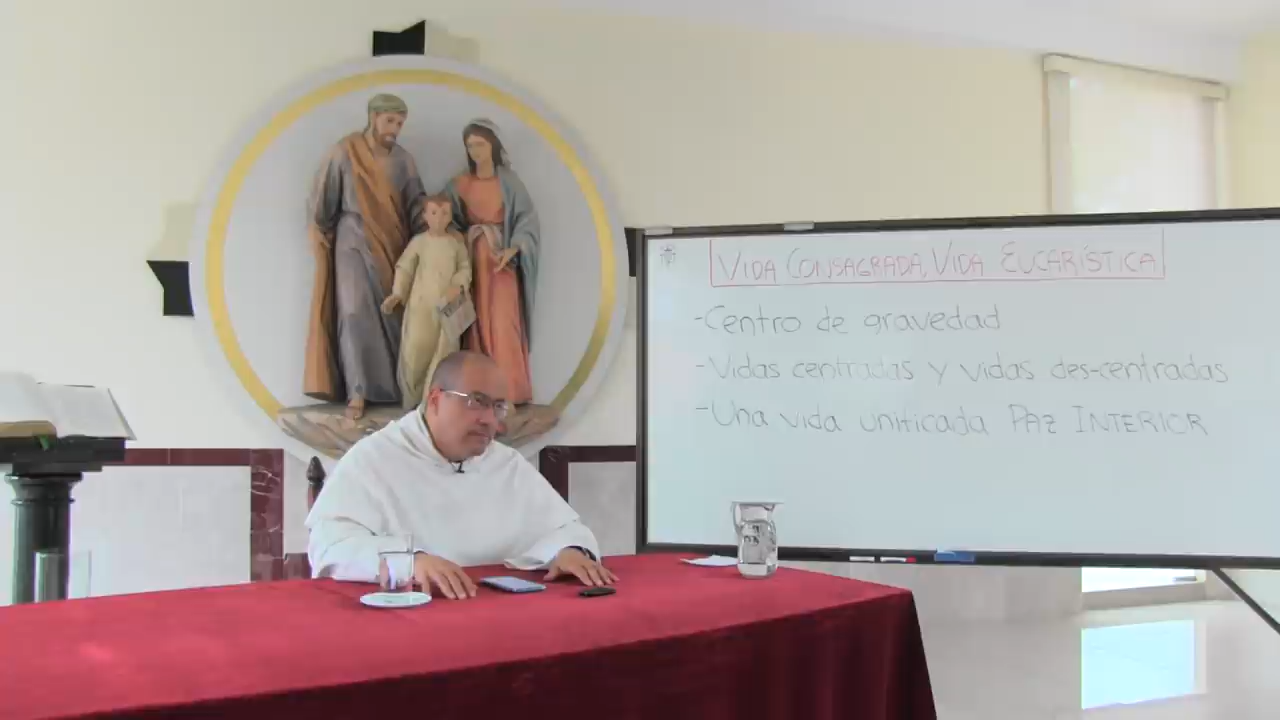 VIDA CONSAGRADA, VIDA EUCARÍSTICA
-Centro de gravedad
-Vidas centradas y vidas des-centradas
-Una vida unificada PAZ INTERIOR